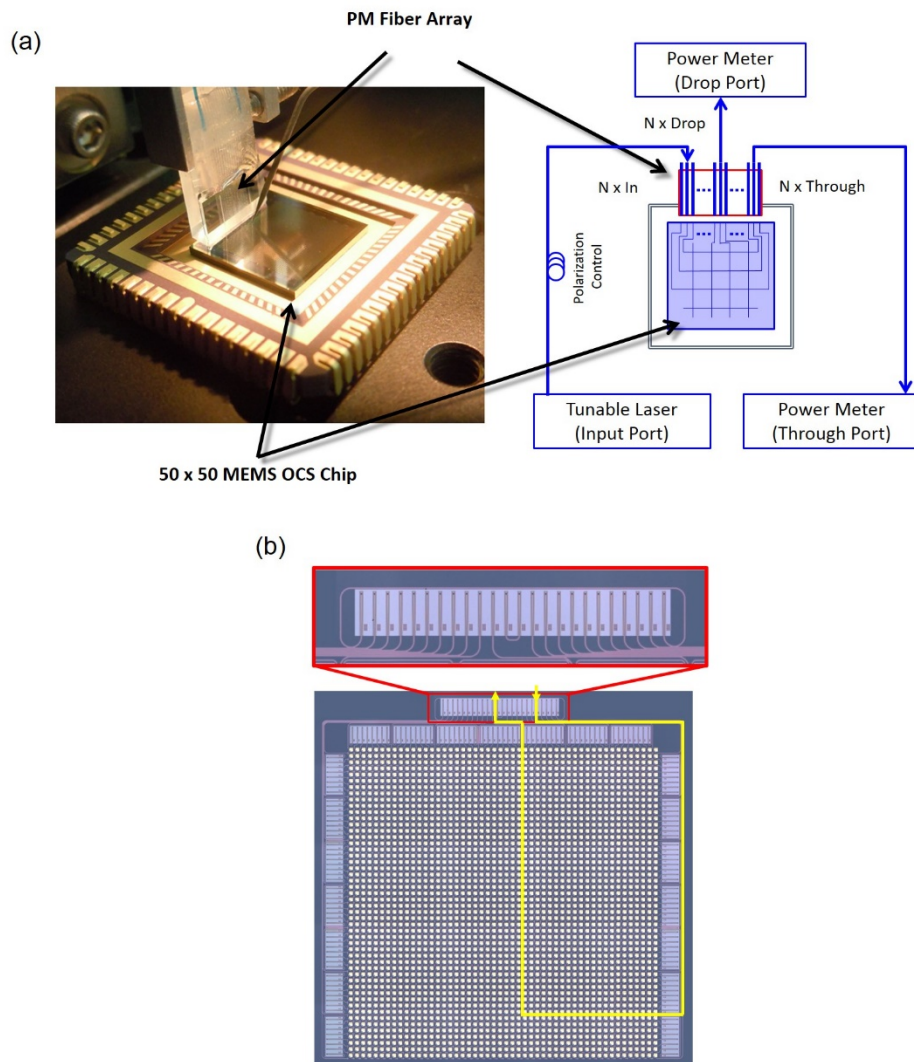 PM Fiber Array
(a)
Power Meter
(Drop Port)
N x Drop
N x In
N x Through
Polarization
Control
Tunable Laser
(Input Port)
Power Meter
(Through Port)
50 x 50 MEMS OCS Chip
(b)